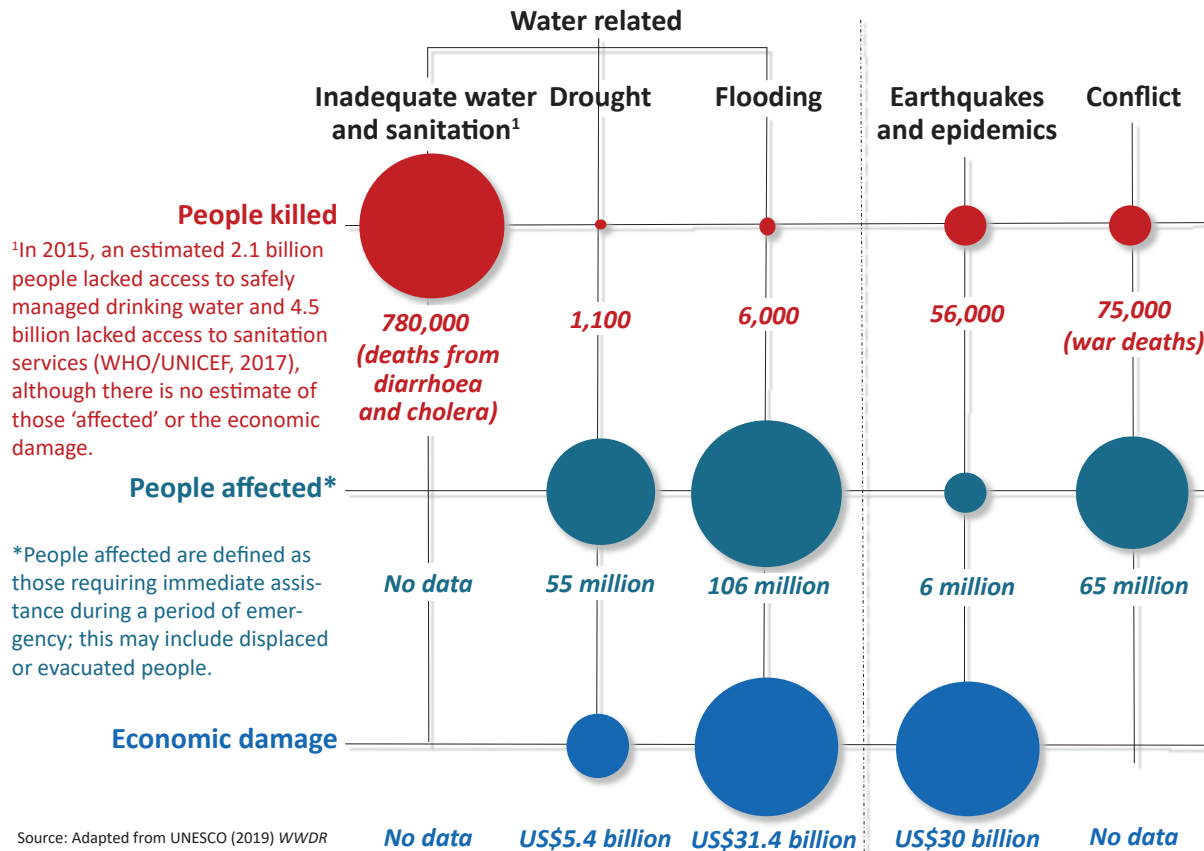 Water related
Inadequate water
and sanitation¹
Drought
Flooding
Earthquakes
and epidemics
Conflict
People killed
¹In 2015, an estimated 2.1 billion
people lacked access to safely
managed drinking water and 4.5
billion lacked access to sanitation
services (WHO/UNICEF, 2017),
although there is no estimate of
those ‘affected’ or the economic
damage.
780,000
(deaths from
diarrhoea
and cholera)
1,100
6,000
56,000
75,000
(war deaths)
People affected*
*People affected are defined as
those requiring immediate assis-
tance during a period of emer-
gency; this may include displaced
or evacuated people.
No data
55 million
106 million
6 million
65 million
Economic damage
No data
US$5.4 billion
US$31.4 billion
US$30 billion
No data
Source: Adapted from UNESCO (2019) WWDR